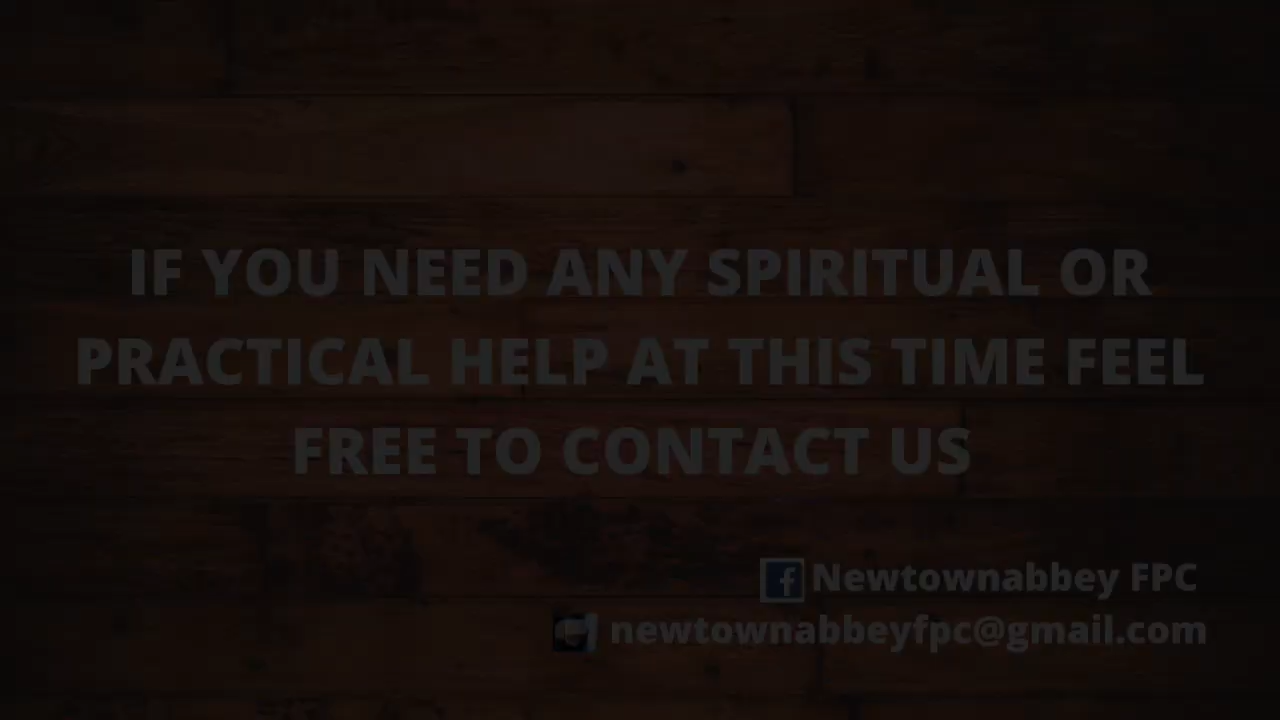 IF YOU NEED ANY SPIRITUAL OR
PRACTICAL HELP AT THIS TIME FEEL
FREE TO CONTACT US
Newtownabbey FPC
newtownabbeyfpc@gmail.com